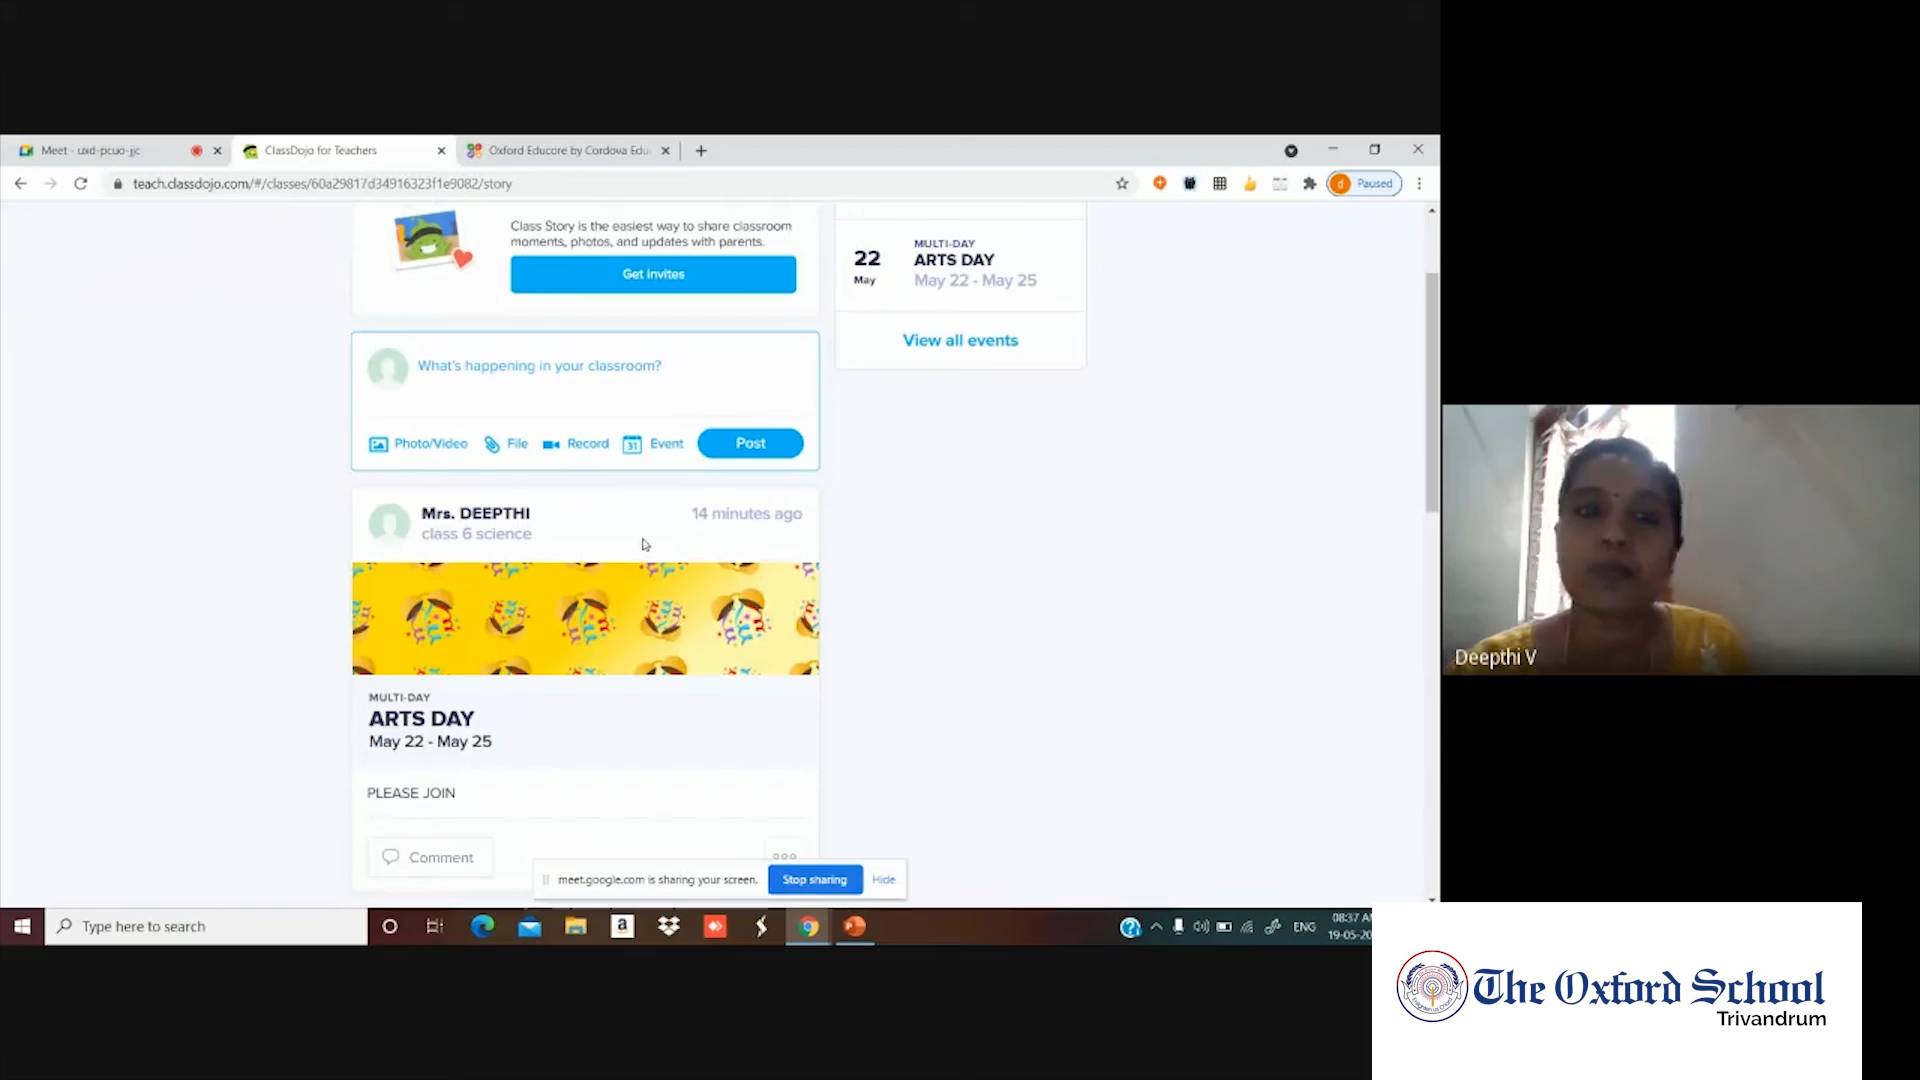 Meet - uxd-pcuo-jjc
ClassDojo for Teachers
Oxford Educore by Cordova Edu
teach.classdojo.com/#/classes/60a29817d34916323f1e9082/story
d Paused
Class Story is the easiest way to share classroom
moments, photos, and updates with parents.
Get invites
22
May
MULTI-DAY
ARTS DAY
May 22 - May 25
View all events
What's happening in your classroom?
Photo/Video
File
Record
31 Event
Post
Mrs. DEEPTHI
14 minutes ago
class 6 science
MULTI-DAY
ARTS DAY
May 22 - May 25
PLEASE JOIN
Comment
meet.google.com is sharing your screen.
Stop sharing
Hide
Type here to search
ENG
08:37 A
19-05-20
Deepthi V
The Oxford School
Trivandrum